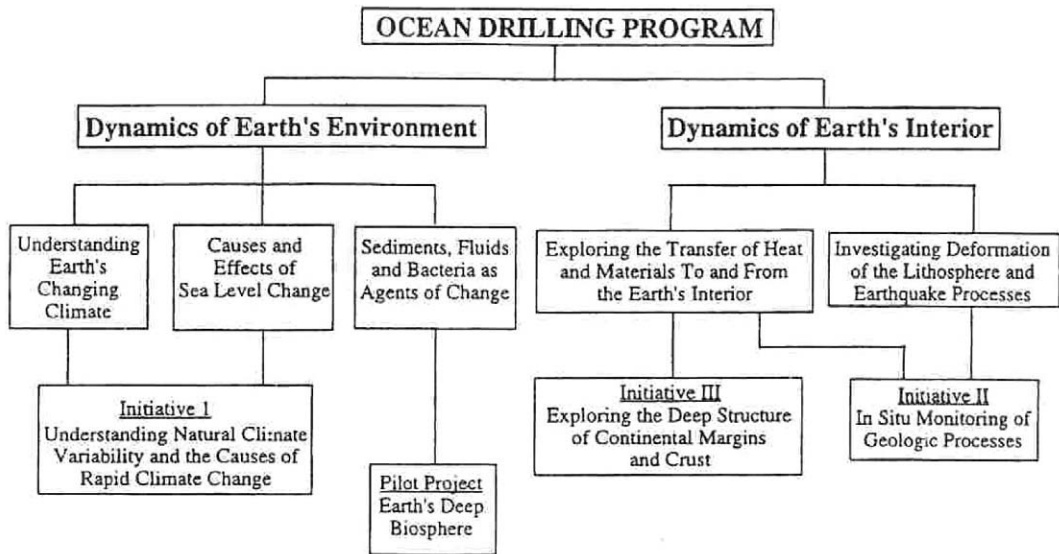 OCEAN DRILLING PROGRAM
Dynamics of Earth's Environment
Dynamics of Earth's Interior
Understanding
Earth's
Changing
Climate
Causes and
Effects of
Sea Level Change
Sediments, Fluids
and Bacteria as
Agents of Change
Exploring the Transfer of Heat
and Materials To and From
the Earth's Interior
Investigating Deformation
of the Lithosphere and
Earthquake Processes
Initiative 1
Understanding Natural Climate
Variability and the Causes of
Rapid Climate Change
Pilot Project
Earth's Deep
Biosphere
Initiative III
Exploring the Deep Structure
of Continental Margins
and Crust
Initiative II
In Situ Monitoring of
Geologic Processes